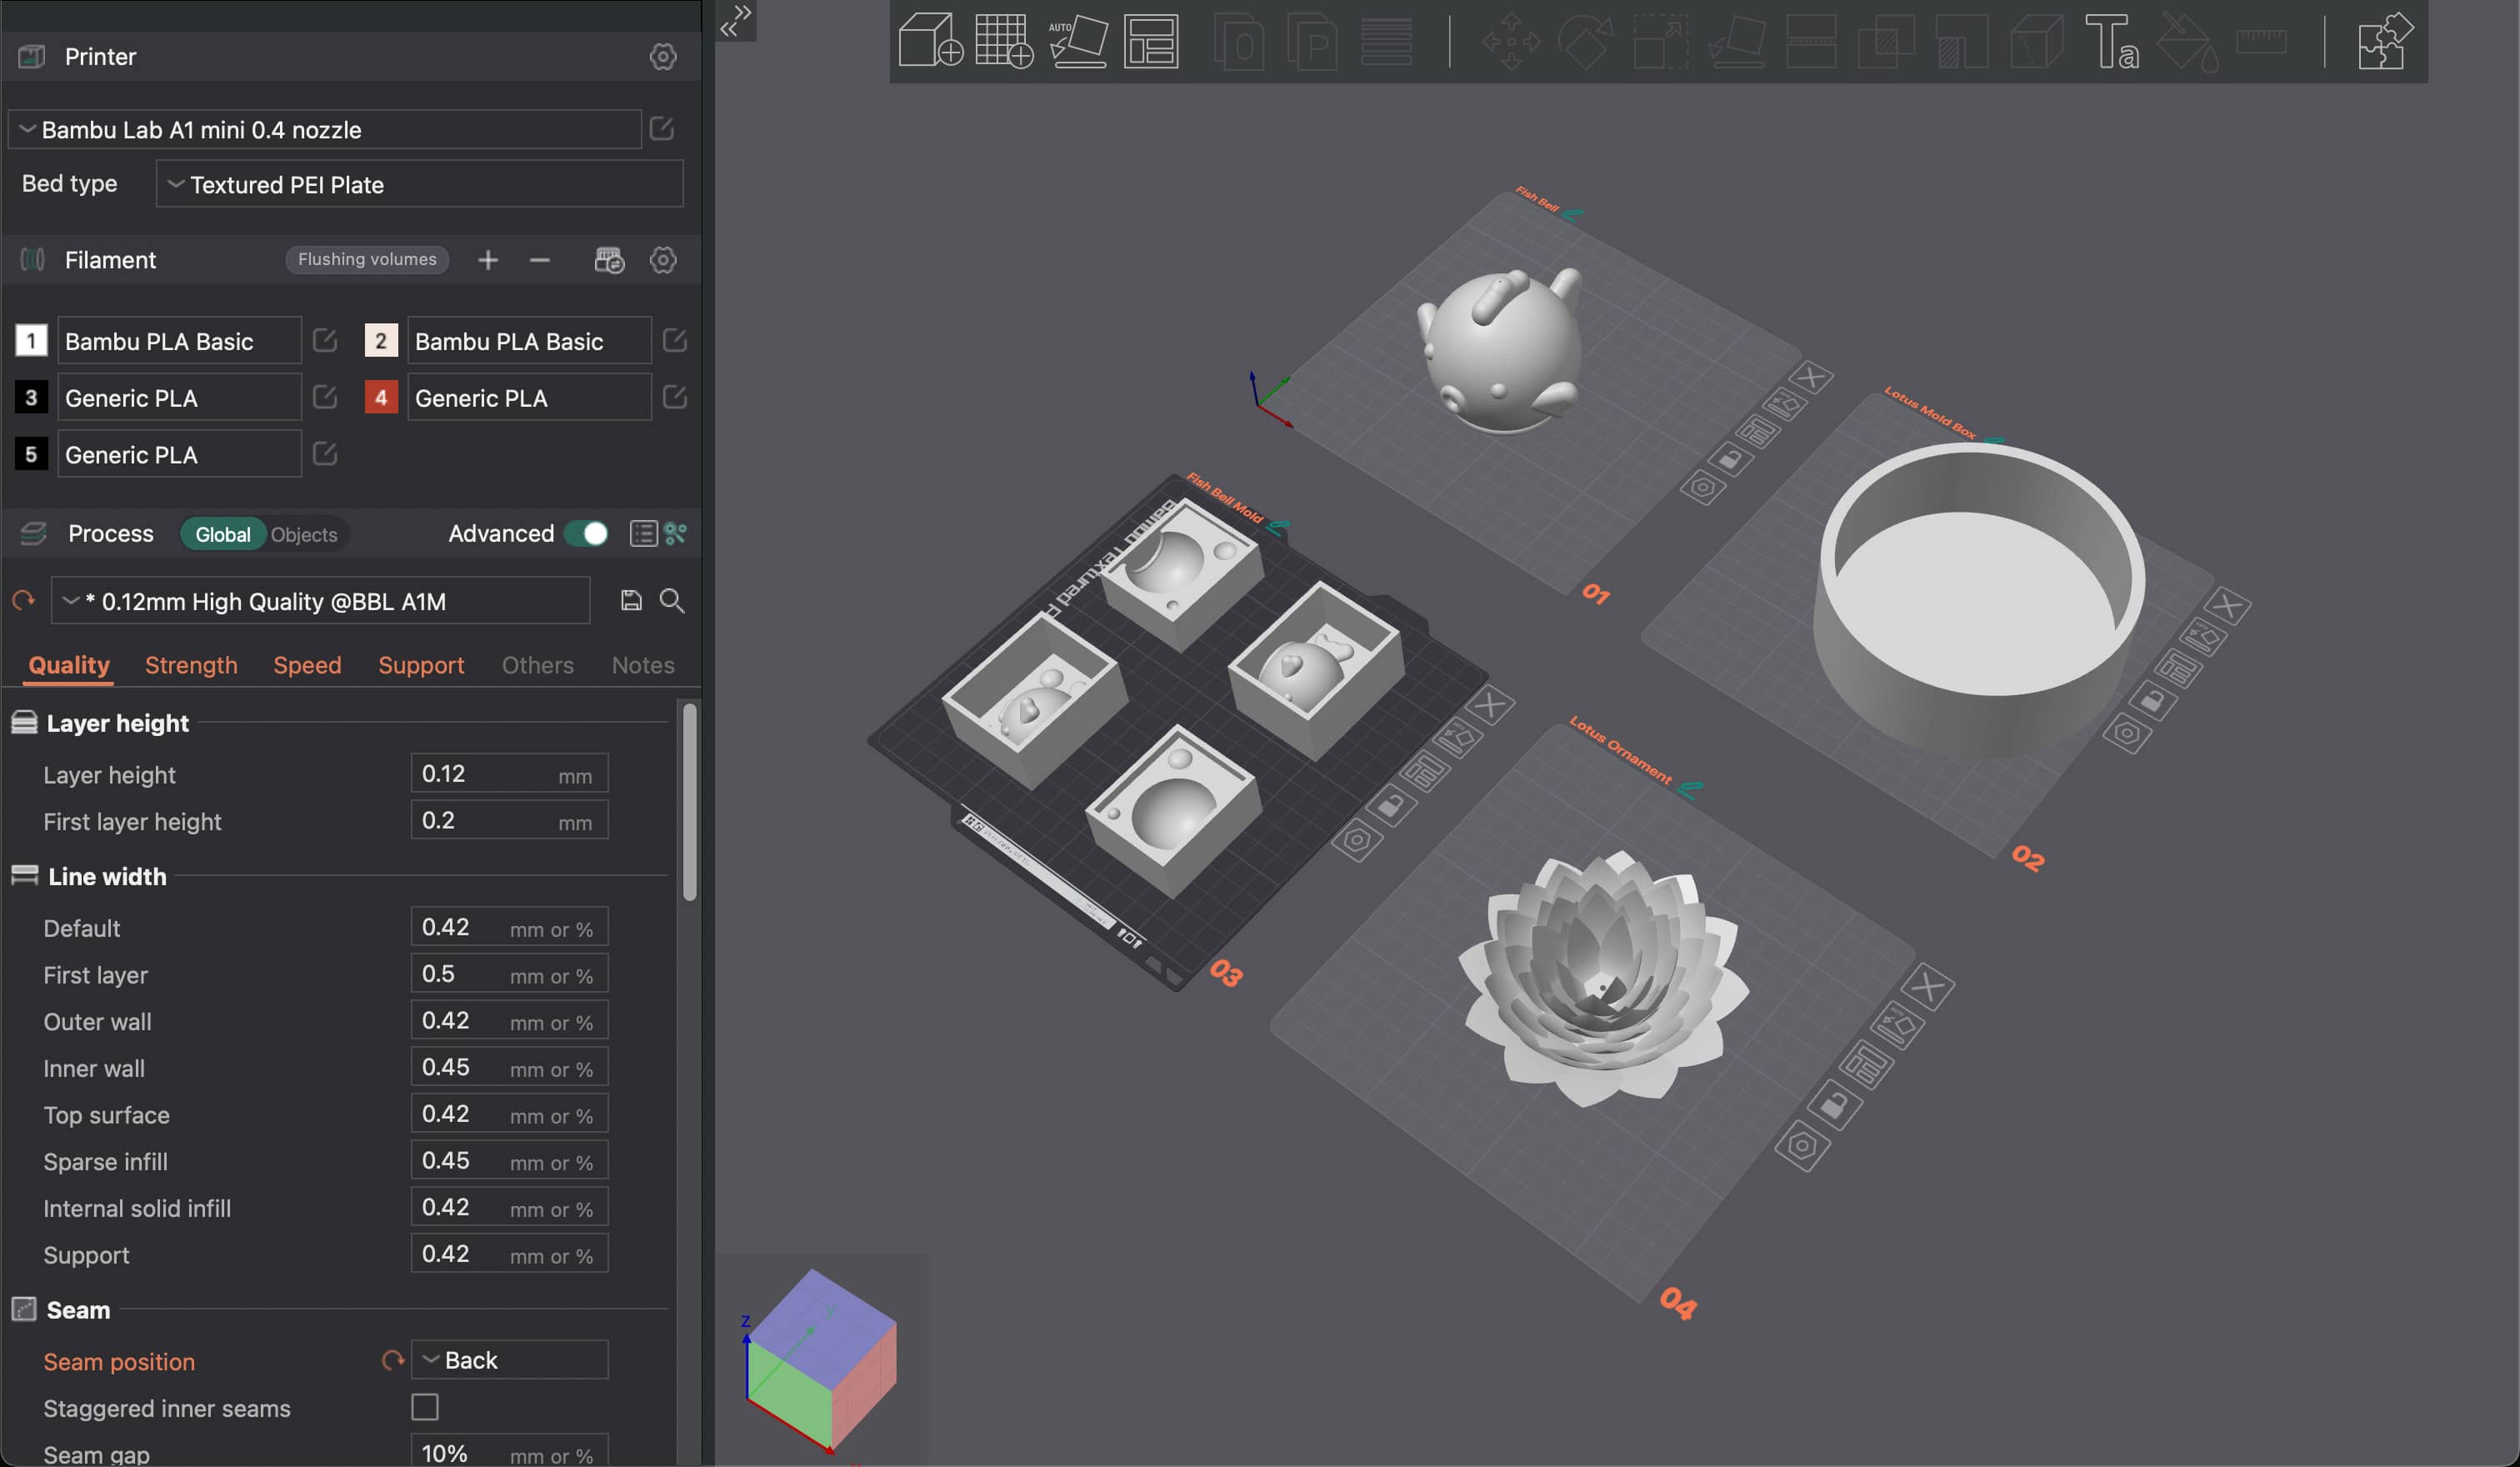 Printer
Bambu Lab A1 mini 0.4 nozzle
Bed type
Textured PEI Plate
Filament
Flushing volumes
1
Bambu PLA Basic
2
Bambu PLA Basic
3
Generic PLA
4
Generic PLA
5
Generic PLA
Process
Global
Objects
Advanced
* 0.12mm High Quality @BBL A1M
Quality
Strength
Speed
Support
Others
Notes
Layer height
Layer height
0.12 mm
First layer height
0.2 mm
Line width
Default
0.42 mm or %
First layer
0.5 mm or %
Outer wall
0.42 mm or %
Inner wall
0.45 mm or %
Top surface
0.42 mm or %
Sparse infill
0.45 mm or %
Internal solid infill
0.42 mm or %
Support
0.42 mm or %
Seam
Seam position
Back
Staggered inner seams
Seam gap
10% mm or %
AUTO
O
P
Ta
Fish Bell
01
Lotus Mold Box
02
Fish Bell Mold
03
Lotus Ornament
04
Z
Y